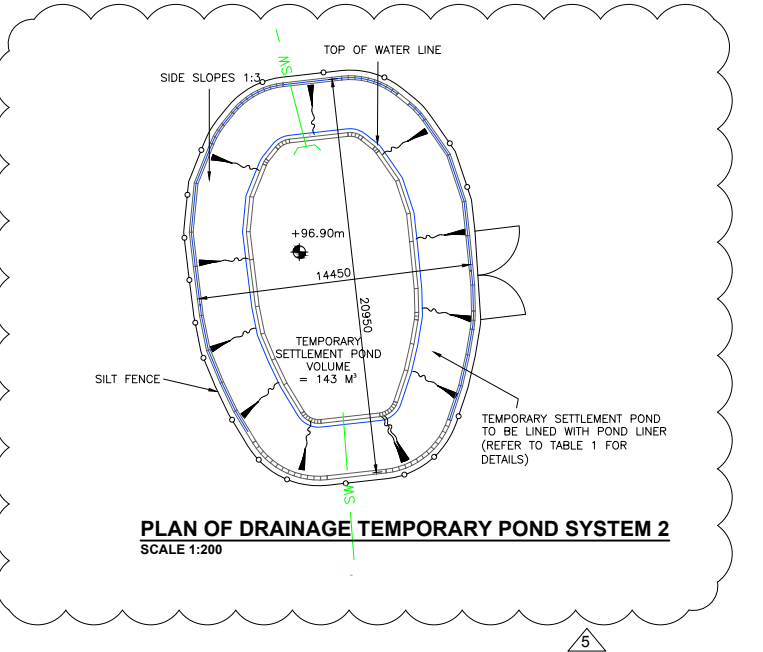 TOP OF WATER LINE
SIDE SLOPES 1:3
SW
+96.90m
14450
20950
TEMPORARY
SETTLEMENT POND
VOLUME
= 143 M³
SILT FENCE
TEMPORARY SETTLEMENT POND
TO BE LINED WITH POND LINER
(REFER TO TABLE 1 FOR
DETAILS)
SW
PLAN OF DRAINAGE TEMPORARY POND SYSTEM 2
SCALE 1:200
5